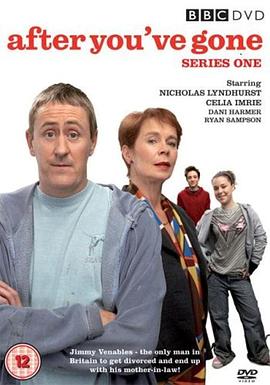 BBC DVD
after you've gone
SERIES ONE
Starring
NICHOLAS LYNDHURST
CELIA IMRIE
DANI HARMER
RYAN SAMPSON
12
Jimmy Venables - the only man in
Britain to get divorced and end up
with his mother-in-law!
DVD
VIDEO